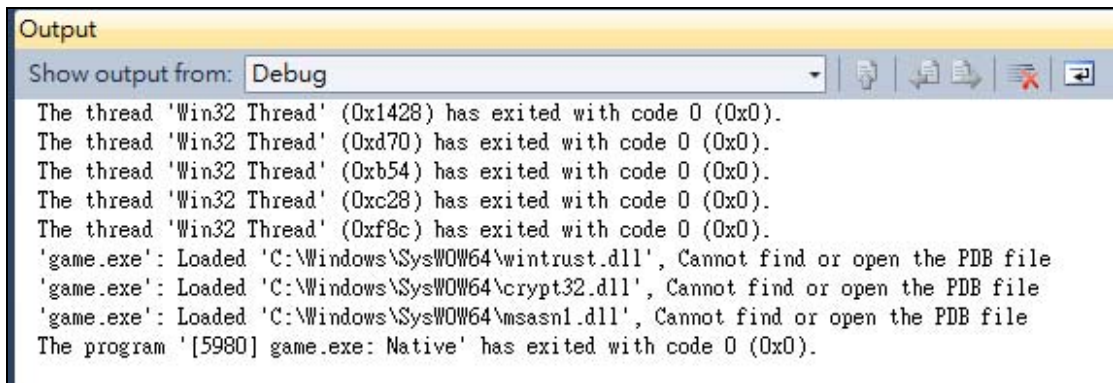 Output
Show output from: Debug
The thread 'Win32 Thread' (0x1428) has exited with code 0 (0x0).
The thread 'Win32 Thread' (0xd70) has exited with code 0 (0x0).
The thread 'Win32 Thread' (0xb54) has exited with code 0 (0x0).
The thread 'Win32 Thread' (0xc28) has exited with code 0 (0x0).
The thread 'Win32 Thread' (0xf8c) has exited with code 0 (0x0).
'game.exe': Loaded 'C:\Windows\SysWOW64\wintrust.dll', Cannot find or open the PDB file
'game.exe': Loaded 'C:\Windows\SysWOW64\crypt32.dll', Cannot find or open the PDB file
'game.exe': Loaded 'C:\Windows\SysWOW64\msasn1.dll', Cannot find or open the PDB file
The program '[5980] game.exe: Native' has exited with code 0 (0x0).